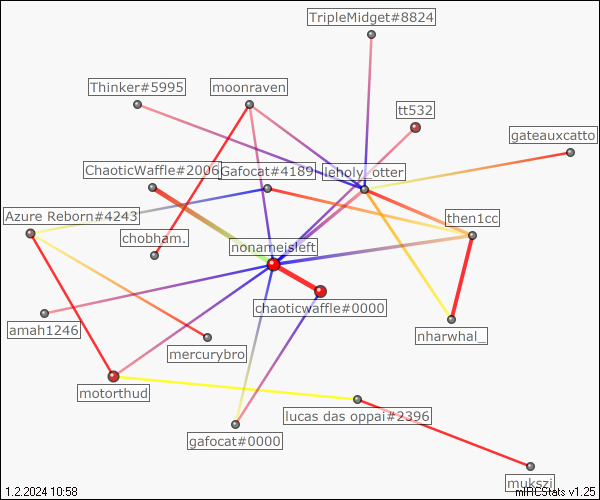 TripleMidget#8824
Thinker#5995
moonraven
tt532
gateauxcatto
ChaoticWaffle#2006
Gafocat#4189
leholy_otter
Azure Reborn#4243
then1cc
chobham.
nonameisleft
chaoticwaffle#0000
amah1246
nharwhal_
mercurybro
motorthud
lucas das oppai#2396
gafocat#0000
mukszi
1.2.2024 10:58
mIRCStats v1.25